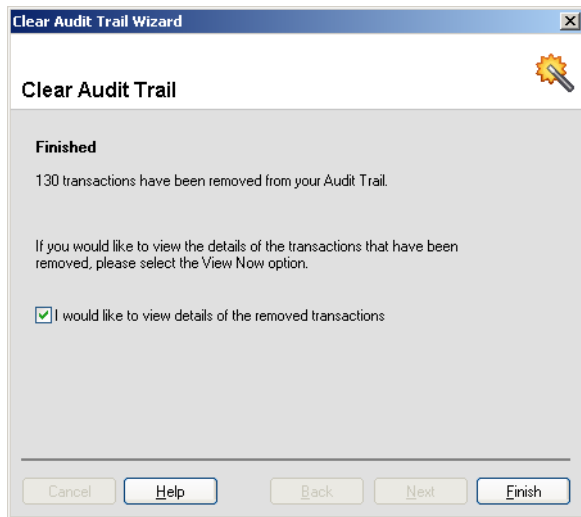 Clear Audit Trail Wizard
Clear Audit Trail
Finished
130 transactions have been removed from your Audit Trail.
If you would like to view the details of the transactions that have been
removed, please select the View Now option.
I would like to view details of the removed transactions
Cancel Help Back Next Finish